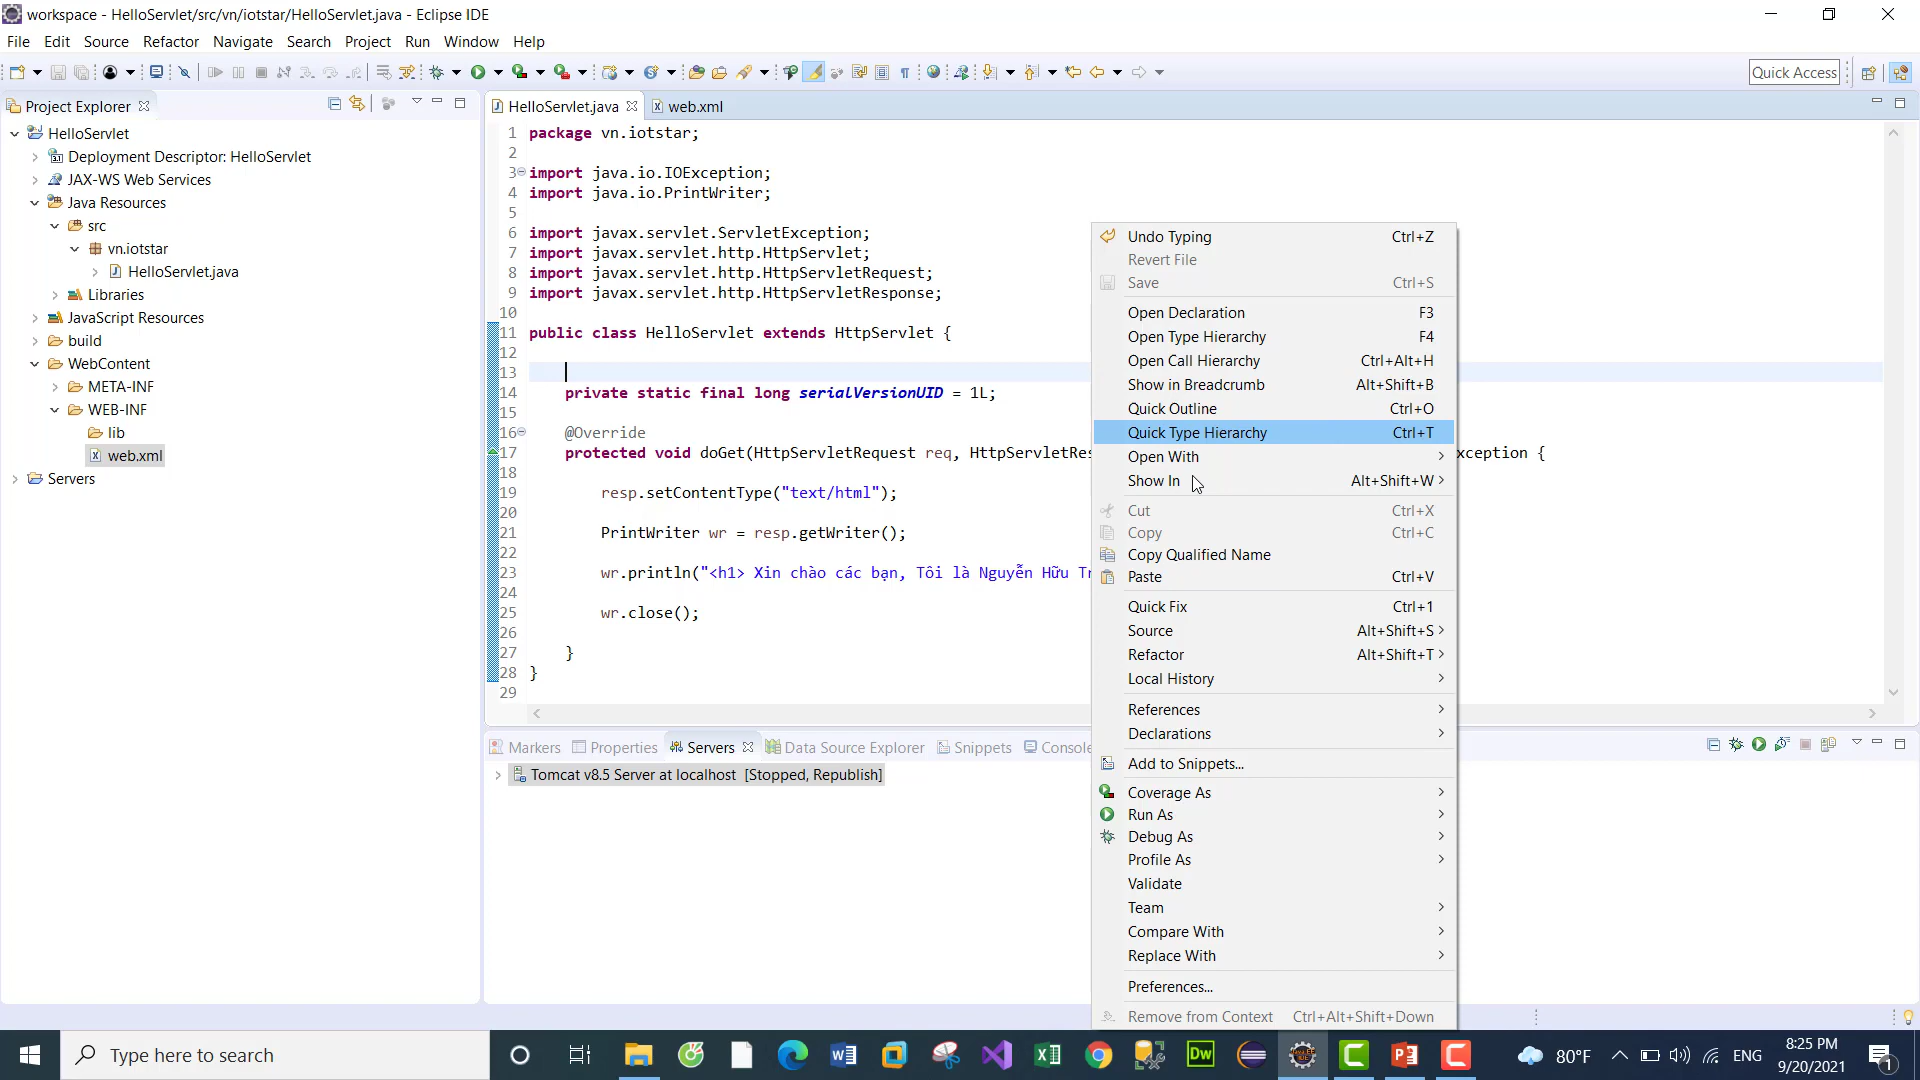 workspace - HelloServlet/src/vn/iotstar/HelloServlet.java - Eclipse IDE
File Edit Source Refactor Navigate Search Project Run Window Help
Quick Access
Project Explorer
HelloServlet
Deployment Descriptor: HelloServlet
JAX-WS Web Services
Java Resources
src
vn.iotstar
HelloServlet.java
Libraries
JavaScript Resources
build
WebContent
META-INF
WEB-INF
lib
web.xml
Servers
HelloServlet.java web.xml
1 package vn.iotstar;
2
3 import java.io.IOException;
4 import java.io.PrintWriter;
5
6 import javax.servlet.ServletException;
7 import javax.servlet.http.HttpServlet;
8 import javax.servlet.http.HttpServletRequest;
9 import javax.servlet.http.HttpServletResponse;
10
11 public class HelloServlet extends HttpServlet {
12
13
14 private static final long serialVersionUID = 1L;
15
16 @Override
17 protected void doGet(HttpServletRequest req, HttpServletRes xception {
18
19 resp.setContentType("text/html");
20
21 PrintWriter wr = resp.getWriter();
22
23 wr.println("<h1> Xin chào các bạn, Tôi là Nguyễn Hữu Tr
24
25 wr.close();
26
27 }
28 }
29
Undo Typing Ctrl+Z
Revert File
Save Ctrl+S
Open Declaration F3
Open Type Hierarchy F4
Open Call Hierarchy Ctrl+Alt+H
Show in Breadcrumb Alt+Shift+B
Quick Outline Ctrl+O
Quick Type Hierarchy Ctrl+T
Open With
Show In Alt+Shift+W
Cut Ctrl+X
Copy Ctrl+C
Copy Qualified Name
Paste Ctrl+V
Quick Fix Ctrl+1
Source Alt+Shift+S
Refactor Alt+Shift+T
Local History
References
Declarations
Add to Snippets...
Coverage As
Run As
Debug As
Profile As
Validate
Team
Compare With
Replace With
Preferences...
Remove from Context Ctrl+Alt+Shift+Down
Markers Properties Servers Data Source Explorer Snippets Console
Tomcat v8.5 Server at localhost [Stopped, Republish]
Type here to search
Dw
80°F
ENG
8:25 PM
9/20/2021
1